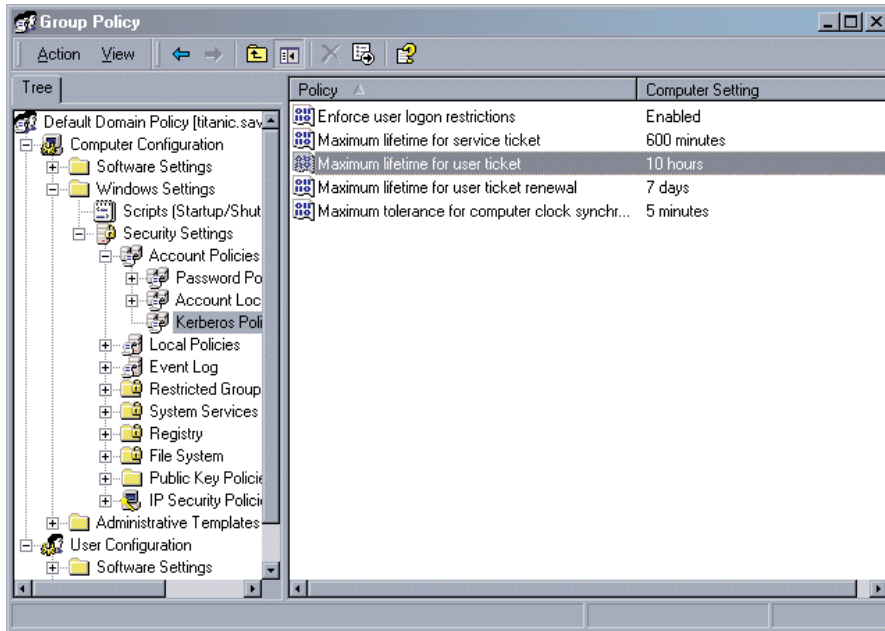 Group Policy
Action View
Tree
Policy Computer Setting
Default Domain Policy [titanic.sav
Computer Configuration
Software Settings
Windows Settings
Scripts (Startup/Shut
Security Settings
Account Policies
Password Po
Account Loc
Kerberos Poli
Local Policies
Event Log
Restricted Group
System Services
Registry
File System
Public Key Policie
IP Security Polici
Administrative Templates
User Configuration
Software Settings
Enforce user logon restrictions Enabled
Maximum lifetime for service ticket 600 minutes
Maximum lifetime for user ticket 10 hours
Maximum lifetime for user ticket renewal 7 days
Maximum tolerance for computer clock synchr... 5 minutes